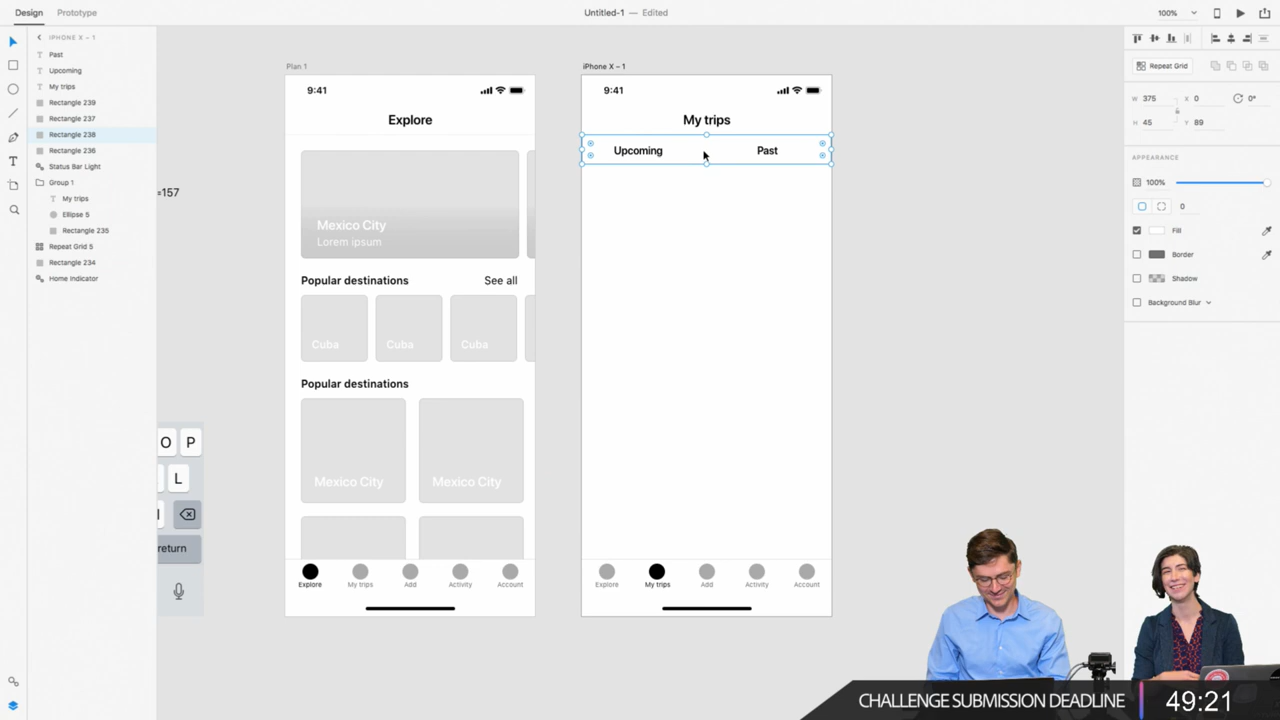 Design
Prototype
Untitled-1 — Edited
100%
IPHONE X – 1
Past
Upcoming
My trips
Rectangle 239
Rectangle 237
Rectangle 238
Rectangle 236
Status Bar Light
Group 1
My trips
Ellipse 5
Rectangle 235
Repeat Grid 5
Rectangle 234
Home Indicator
=157
O P
L
return
Plan 1
9:41
Explore
Mexico City
Lorem ipsum
Popular destinations See all
Cuba Cuba Cuba
Popular destinations
Mexico City Mexico City
Explore My trips Add Activity Account
iPhone X – 1
9:41
My trips
Upcoming Past
Explore My trips Add Activity Account
Repeat Grid
W 375 X 0 0°
H 45 Y 89
APPEARANCE
100%
0
Fill
Border
Shadow
Background Blur
CHALLENGE SUBMISSION DEADLINE 49:21